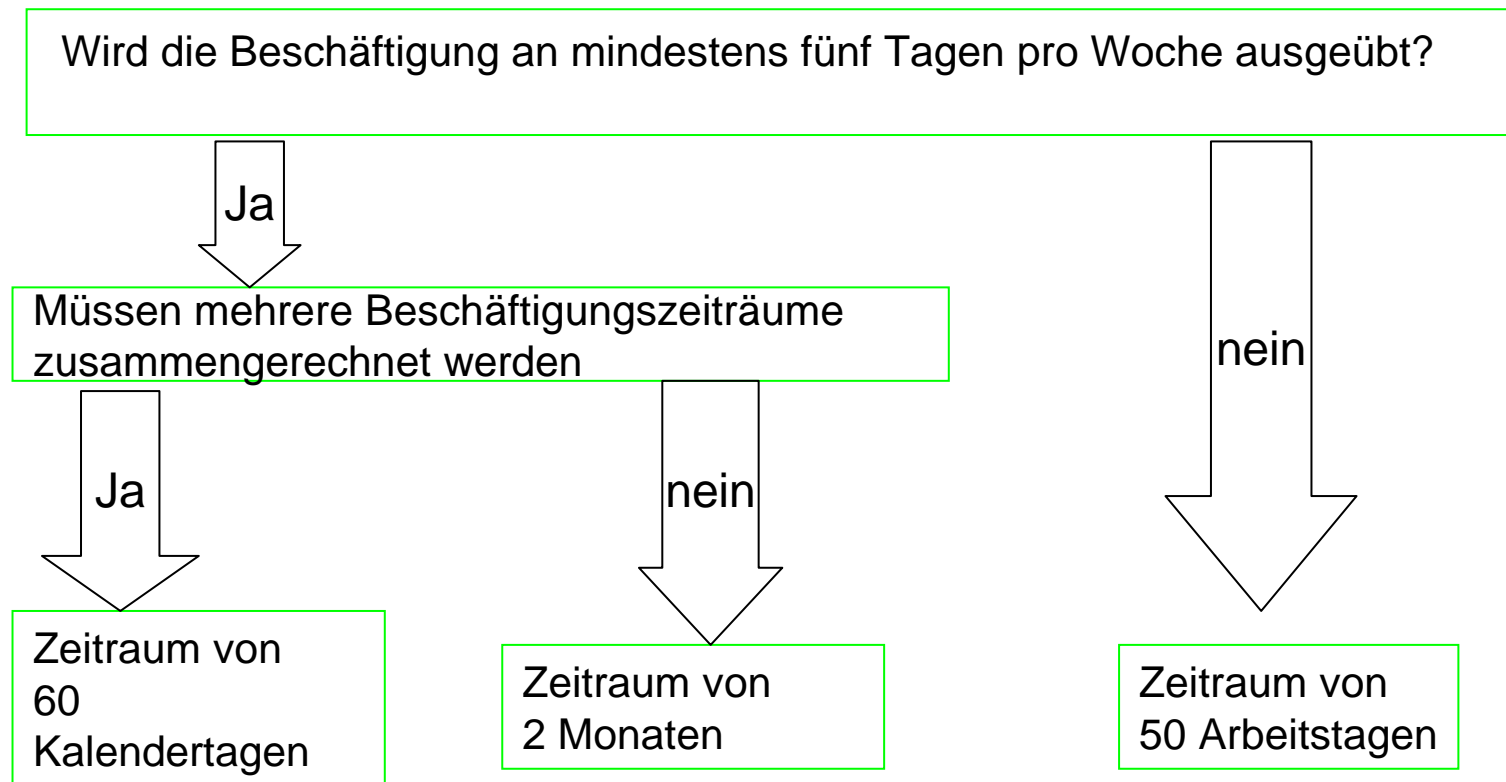 Wird die Beschäftigung an mindestens fünf Tagen pro Woche ausgeübt?
Ja
Müssen mehrere Beschäftigungszeiträume
zusammengerechnet werden
nein
Ja
nein
Zeitraum von
60
Kalendertagen
Zeitraum von
2 Monaten
Zeitraum von
50 Arbeitstagen